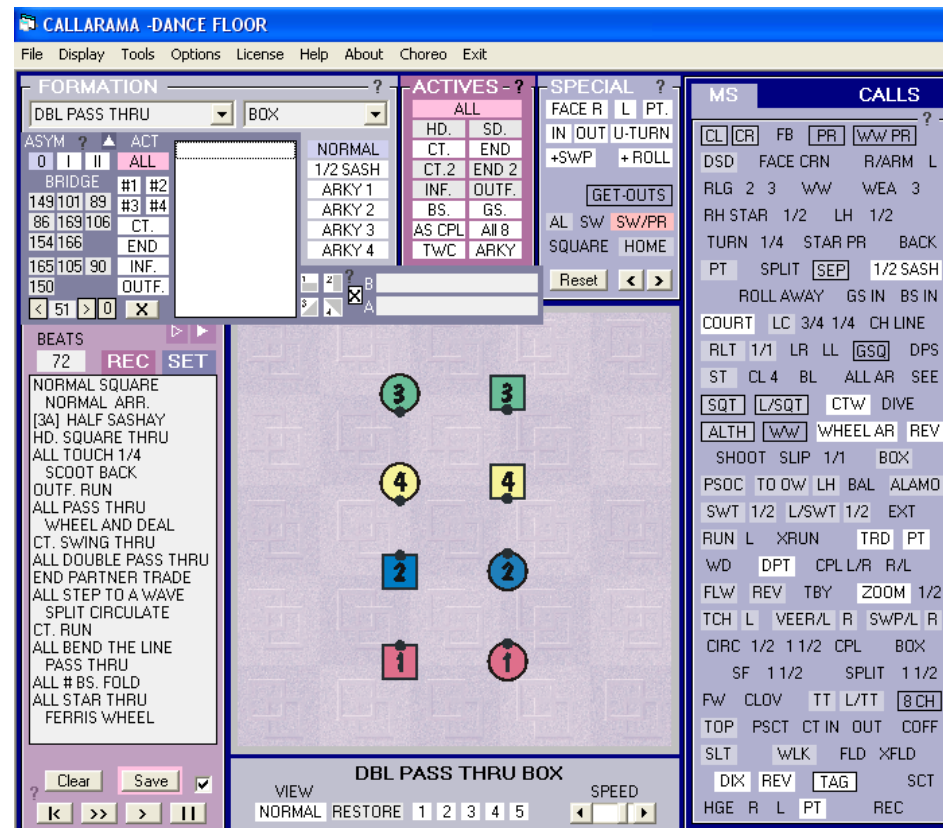 CALLARAMA -DANCE FLOOR
File Display Tools Options License Help About Choreo Exit
FORMATION ?
DBL PASS THRU BOX
ASYM ? ACT
0 I II ALL
BRIDGE
149 101 89 #1 #2
86 169 106 #3 #4
154 166 CT.
END
165 105 90 INF.
150 OUTF.
< 51 > 0 X
NORMAL
1/2 SASH
ARKY 1
ARKY 2
ARKY 3
ARKY 4
1 2 ? B
3 4 X A
ACTIVES - ?
ALL
HD. SD.
CT. END
CT.2 END 2
INF. OUTF.
BS. GS.
AS CPL All 8
TWC ARKY
SPECIAL ?
FACE R L PT.
IN OUT U-TURN
+SWP + ROLL
GET-OUTS
AL SW SW/PR
SQUARE HOME
Reset < >
MS CALLS ?
CL CR FB PR WW PR
DSD FACE CRN R/ARM L
RLG 2 3 WW WEA 3
RH STAR 1/2 LH 1/2
TURN 1/4 STAR PR BACK
PT SPLIT SEP 1/2 SASH
ROLLAWAY GS IN BS IN
COURT LC 3/4 1/4 CH LINE
RLT 1/1 LR LL GSQ DPS
ST CL 4 BL ALL AR SEE
SQT L/SQT CTW DIVE
ALTH WW WHEEL AR REV
SHOOT SLIP 1/1 BOX
PSOC TO OW LH BAL ALAMO
SWT 1/2 L/SWT 1/2 EXT
RUN L XRUN TRD PT
WD DPT CPL L/R R/L
FLW REV TBY ZOOM 1/2
TCH L VEER/L R SWP/L R
CIRC 1/2 1 1/2 CPL BOX
SF 1 1/2 SPLIT 1 1/2
FW CLOV TT L/TT 8 CH
TOP PSCT CT IN OUT COFF
SLT WLK FLD XFLD
DIX REV TAG SCT
HGE R L PT REC
BEATS
72 REC SET
NORMAL SQUARE
NORMAL ARR.
[3A] HALF SASHAY
HD. SQUARE THRU
ALL TOUCH 1/4
SCOOT BACK
OUTF. RUN
ALL PASS THRU
WHEEL AND DEAL
CT. SWING THRU
ALL DOUBLE PASS THRU
END PARTNER TRADE
ALL STEP TO A WAVE
SPLIT CIRCULATE
CT. RUN
ALL BEND THE LINE
PASS THRU
ALL # BS. FOLD
ALL STAR THRU
FERRIS WHEEL
? Clear Save
3 3
4 4
2 2
1 1
DBL PASS THRU BOX
VIEW SPEED
NORMAL RESTORE 1 2 3 4 5